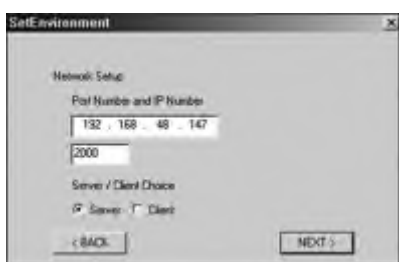 SetEnvironment
Network Setup
Port Number and IP Number
192 . 168 . 48 . 147
2000
Server / Client Choice
Server Client
< BACK NEXT >